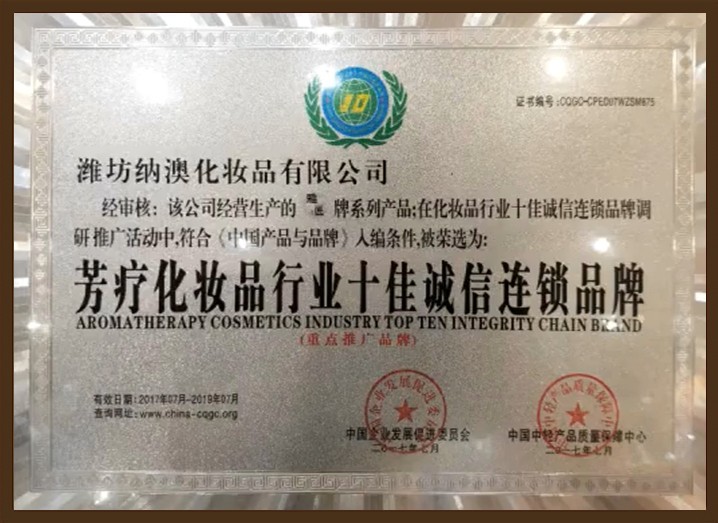 证书编号:CQGC-CPED07WZSM675
潍坊纳澳化妆品有限公司
经审核:该公司经营生产的 牌系列产品;在化妆品行业十佳诚信连锁品牌调
研推广活动中,符合《中国产品与品牌》入编条件,被荣选为:
芳疗化妆品行业十佳诚信连锁品牌
AROMATHERAPY COSMETICS INDUSTRY TOP TEN INTEGRITY CHAIN BRAND
(重点推广品牌)
有效日期:2017年07月-2019年07月
查询网址:www.china-cqgc.org
中国企业发展促进委员会
二〇一七年七月
中国中轻产品质量保障中心
二〇一七年七月